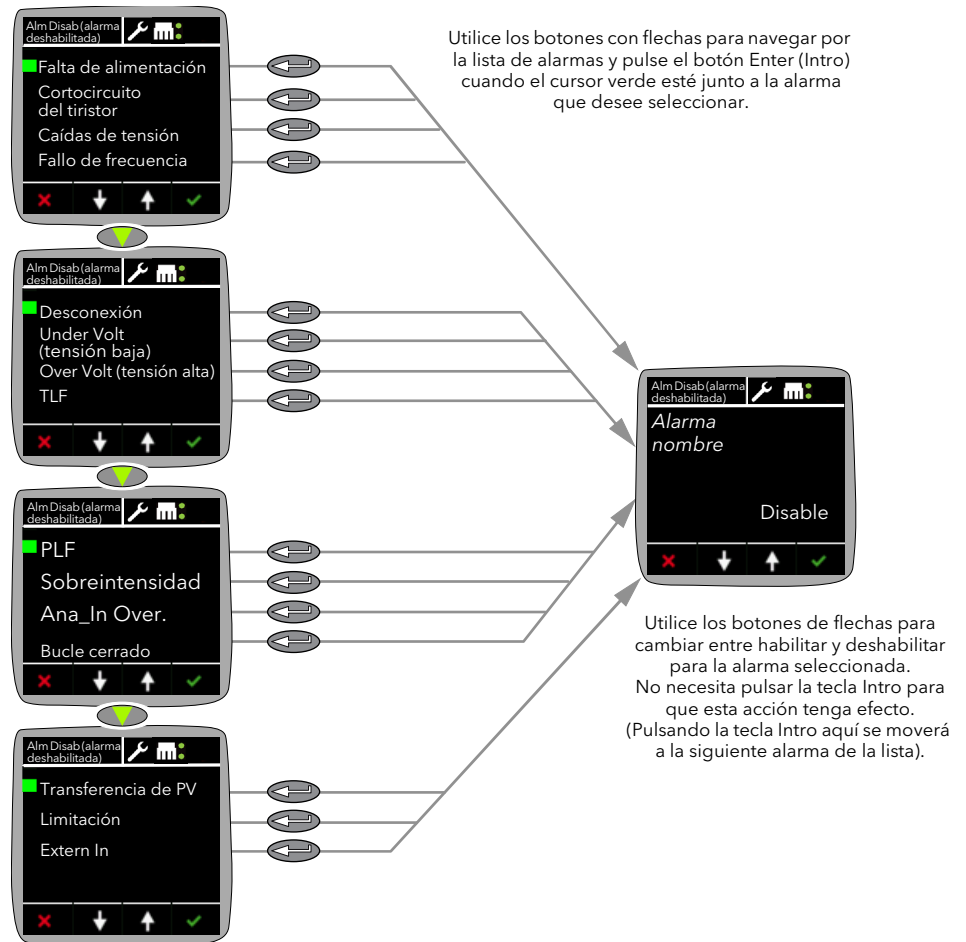 Alm Disab (alarma
deshabilitada)
Falta de alimentación
Cortocircuito
del tiristor
Caídas de tensión
Fallo de frecuencia
Utilice los botones con flechas para navegar por
la lista de alarmas y pulse el botón Enter (Intro)
cuando el cursor verde esté junto a la alarma
que desee seleccionar.
Alm Disab (alarma
deshabilitada)
Desconexión
Under Volt
(tensión baja)
Over Volt (tensión alta)
TLF
Alm Disab (alarma
deshabilitada)
Alarma
nombre
Disable
Alm Disab (alarma
deshabilitada)
PLF
Sobreintensidad
Ana_In Over.
Bucle cerrado
Utilice los botones de flechas para
cambiar entre habilitar y deshabilitar
para la alarma seleccionada.
No necesita pulsar la tecla Intro para
que esta acción tenga efecto.
(Pulsando la tecla Intro aquí se moverá
a la siguiente alarma de la lista).
Alm Disab (alarma
deshabilitada)
Transferencia de PV
Limitación
Extern In